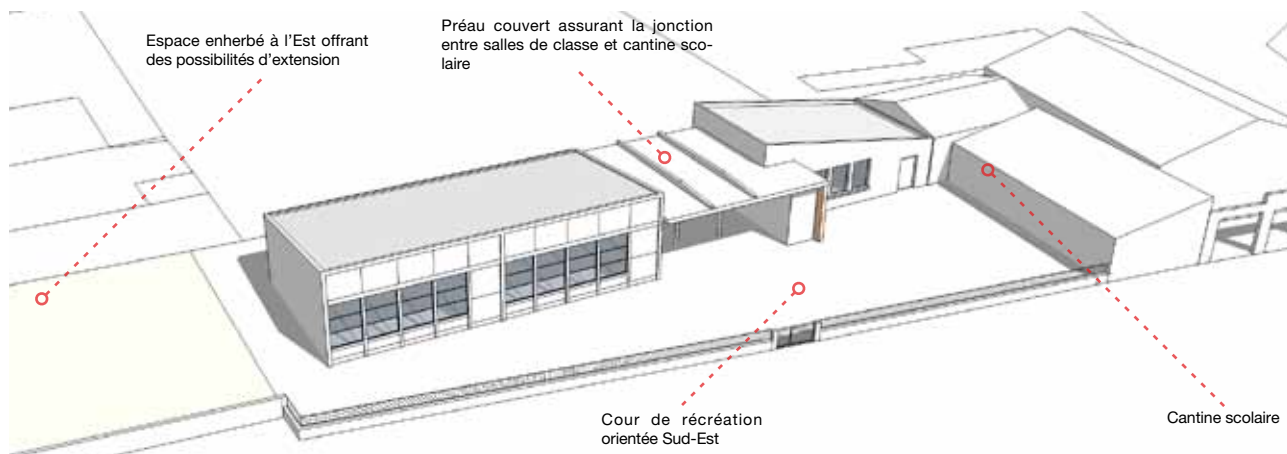 Espace enherbé à l’Est offrant
des possibilités d’extension
Préau couvert assurant la jonction
entre salles de classe et cantine sco-
laire
Cour de récréation
orientée Sud-Est
Cantine scolaire